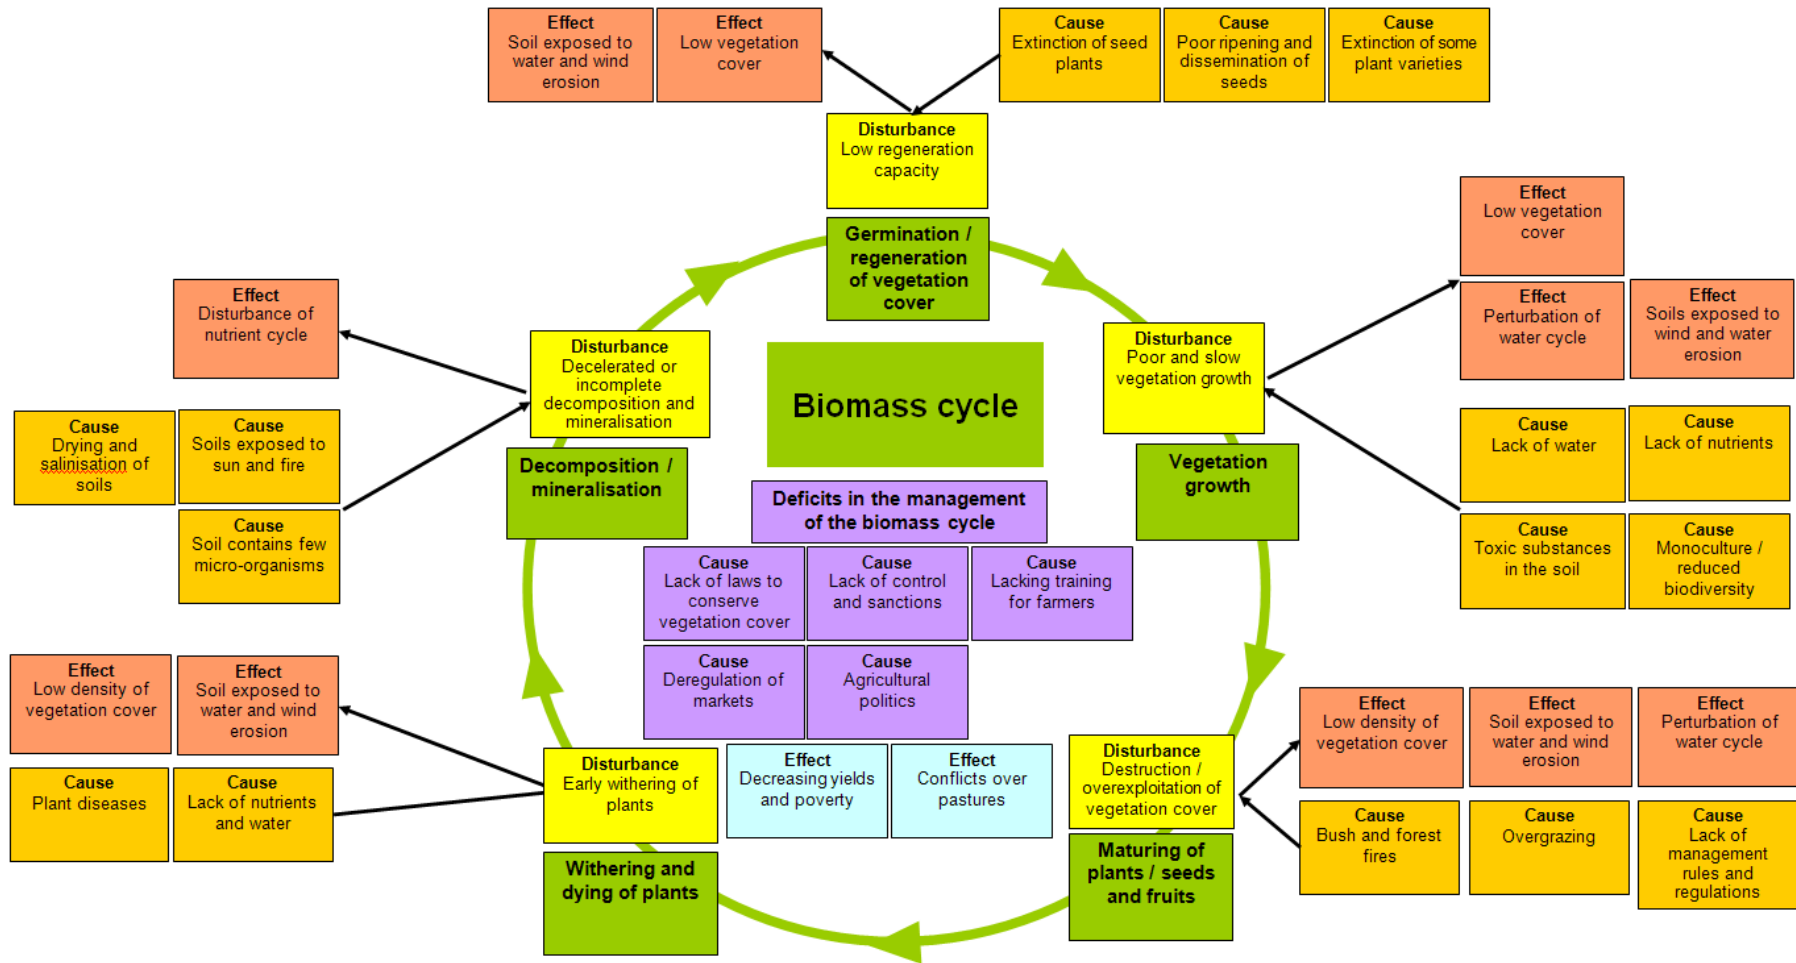 Effect
Soil exposed to
water and wind
erosion
Effect
Low vegetation
cover
Cause
Extinction of seed
plants
Cause
Poor ripening and
dissemination of
seeds
Cause
Extinction of some
plant varieties
Disturbance
Low regeneration
capacity
Germination /
regeneration
of vegetation
cover
Effect
Low vegetation
cover
Effect
Perturbation of
water cycle
Effect
Soils exposed to
wind and water
erosion
Disturbance
Poor and slow
vegetation growth
Vegetation
growth
Cause
Lack of water
Cause
Lack of nutrients
Cause
Toxic substances
in the soil
Cause
Monoculture /
reduced
biodiversity
Effect
Disturbance of
nutrient cycle
Disturbance
Decelerated or
incomplete
decomposition and
mineralisation
Decomposition /
mineralisation
Cause
Drying and
salinisation of
soils
Cause
Soils exposed to
sun and fire
Cause
Soil contains few
micro-organisms
Biomass cycle
Deficits in the management
of the biomass cycle
Cause
Lack of laws to
conserve
vegetation cover
Cause
Lack of control
and sanctions
Cause
Lacking training
for farmers
Cause
Deregulation of
markets
Cause
Agricultural
politics
Effect
Decreasing yields
and poverty
Effect
Conflicts over
pastures
Effect
Low density of
vegetation cover
Effect
Soil exposed to
water and wind
erosion
Cause
Plant diseases
Cause
Lack of nutrients
and water
Disturbance
Early withering of
plants
Withering and
dying of plants
Disturbance
Destruction /
overexploitation of
vegetation cover
Maturing of
plants / seeds
and fruits
Effect
Low density of
vegetation cover
Effect
Soil exposed to
water and wind
erosion
Effect
Perturbation of
water cycle
Cause
Bush and forest
fires
Cause
Overgrazing
Cause
Lack of
management
rules and
regulations